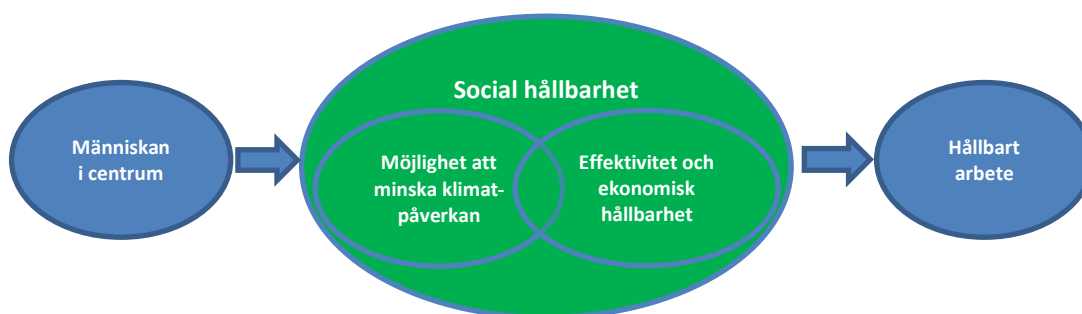 Människan
i centrum
Social hållbarhet
Möjlighet att
minska klimat-
påverkan
Effektivitet och
ekonomisk
hållbarhet
Hållbart
arbete